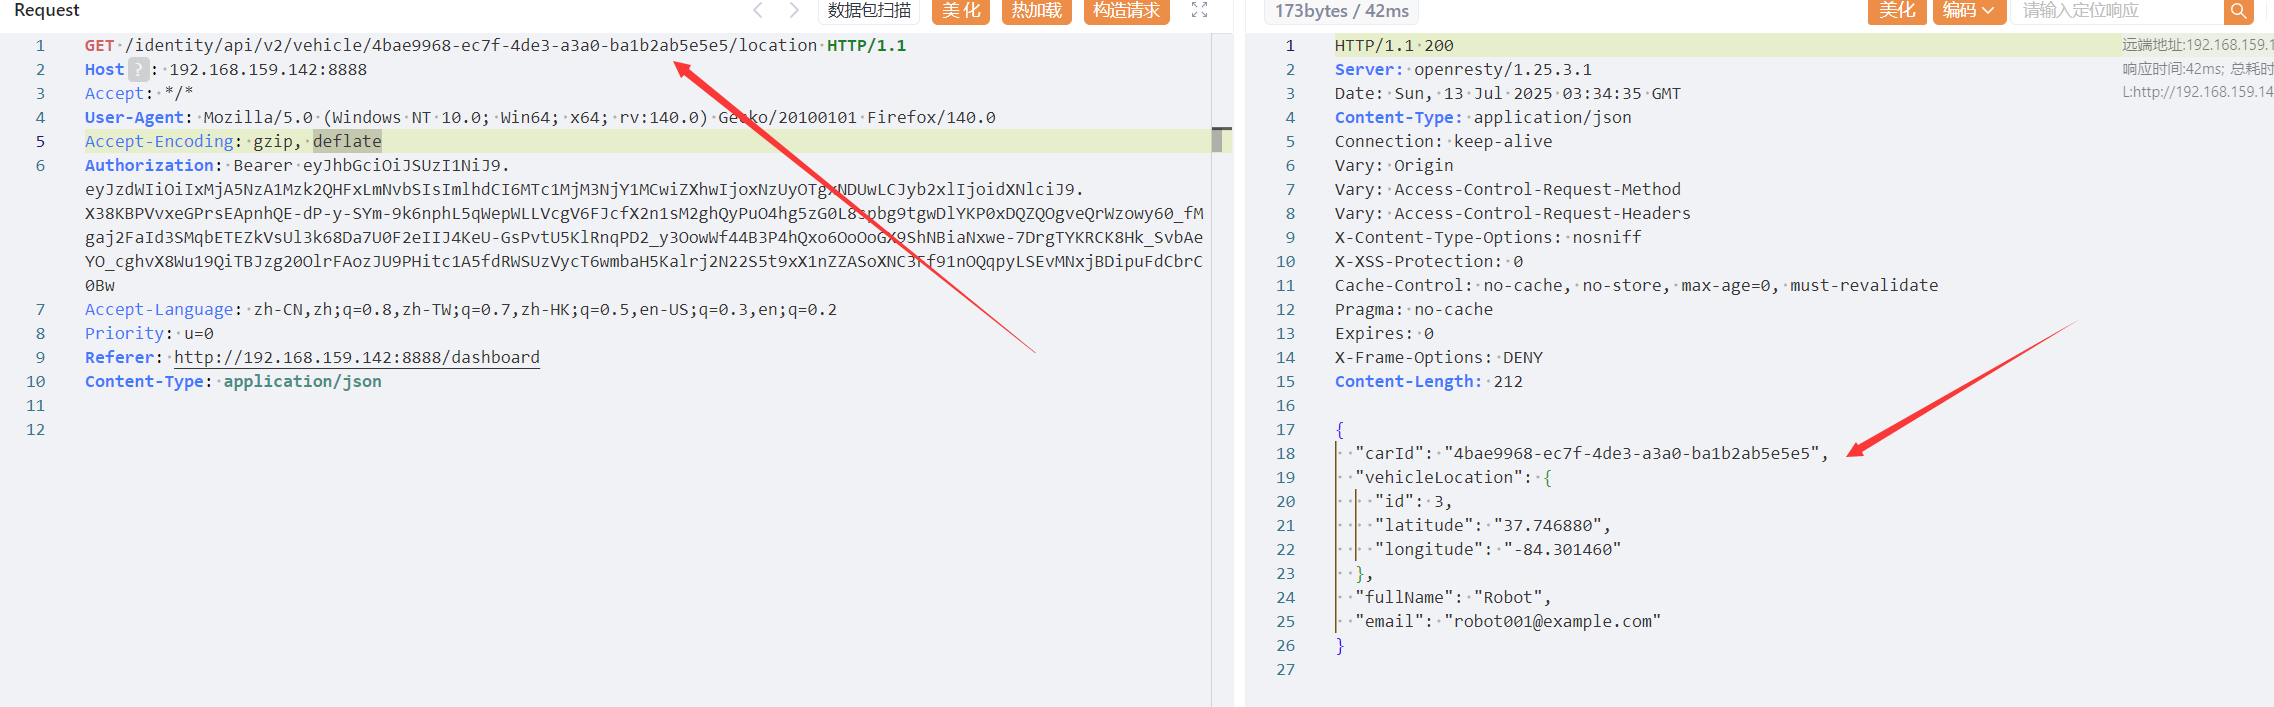 Request
数据包扫描 美化 热加载 构造请求
1 GET /identity/api/v2/vehicle/4bae9968-ec7f-4de3-a3a0-ba1b2ab5e5e5/location HTTP/1.1
2 Host ? : 192.168.159.142:8888
3 Accept: */*
4 User-Agent: Mozilla/5.0 (Windows NT 10.0; Win64; x64; rv:140.0) Gecko/20100101 Firefox/140.0
5 Accept-Encoding: gzip, deflate
6 Authorization: Bearer eyJhbGciOiJSUzI1NiJ9.
eyJzdWIiOiIxMjA5NzA1Mzk2QHFxLmNvbSIsImlhdCI6MTc1MjM3NjY1MCwiZXhwIjoxNzUyOTgxNDUwLCJyb2xlIjoidXNlciJ9.
X38KBPVvxeGPrsEApnhQE-dP-y-SYm-9k6nphL5qWepWLLVcgV6FJcfX2n1sM2ghQyPuO4hg5zG0L8spbg9tgwDlYKP0xDQZQOgveQrWzowy60_fM
gaj2FaId3SMqbETEZkVsUl3k68Da7U0F2eIIJ4KeU-GsPvtU5KlRnqPD2_y3OowWf44B3P4hQxo6OoOoGX9ShNBiaNxwe-7DrgTYKRCK8Hk_SvbAe
YO_cghvX8Wu19QiTBJzg20OlrFAozJU9PHitc1A5fdRWSUzVycT6wmbaH5Kalrj2N22S5t9xX1nZZASoXNC3Ff91nOQqpyLSEvMNxjBDipuFdCbrC
0Bw
7 Accept-Language: zh-CN,zh;q=0.8,zh-TW;q=0.7,zh-HK;q=0.5,en-US;q=0.3,en;q=0.2
8 Priority: u=0
9 Referer: http://192.168.159.142:8888/dashboard
10 Content-Type: application/json
11
12
173bytes / 42ms 美化 编码 请输入定位响应
1 HTTP/1.1 200
2 Server: openresty/1.25.3.1
3 Date: Sun, 13 Jul 2025 03:34:35 GMT
4 Content-Type: application/json
5 Connection: keep-alive
6 Vary: Origin
7 Vary: Access-Control-Request-Method
8 Vary: Access-Control-Request-Headers
9 X-Content-Type-Options: nosniff
10 X-XSS-Protection: 0
11 Cache-Control: no-cache, no-store, max-age=0, must-revalidate
12 Pragma: no-cache
13 Expires: 0
14 X-Frame-Options: DENY
15 Content-Length: 212
16
17 {
18 "carId": "4bae9968-ec7f-4de3-a3a0-ba1b2ab5e5e5",
19 "vehicleLocation": {
20 "id": 3,
21 "latitude": "37.746880",
22 "longitude": "-84.301460"
23 },
24 "fullName": "Robot",
25 "email": "robot001@example.com"
26 }
27
远端地址:192.168.159.1
响应时间:42ms; 总耗时
L:http://192.168.159.14